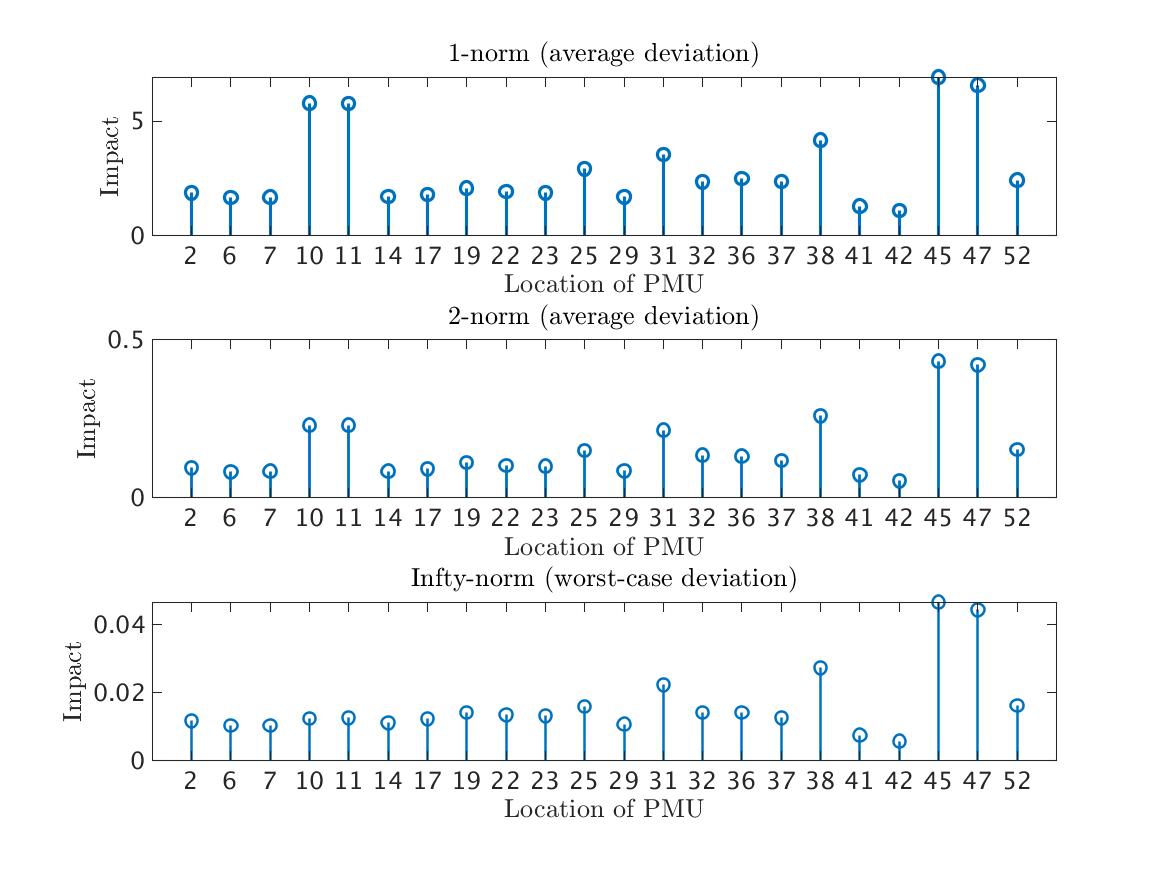 1-norm (average deviation)
Impact
5
0
2 6 7 10 11 14 17 19 22 23 25 29 31 32 36 37 38 41 42 45 47 52
Location of PMU
2-norm (average deviation)
Impact
0.5
0
2 6 7 10 11 14 17 19 22 23 25 29 31 32 36 37 38 41 42 45 47 52
Location of PMU
Infty-norm (worst-case deviation)
Impact
0.04
0.02
0
2 6 7 10 11 14 17 19 22 23 25 29 31 32 36 37 38 41 42 45 47 52
Location of PMU